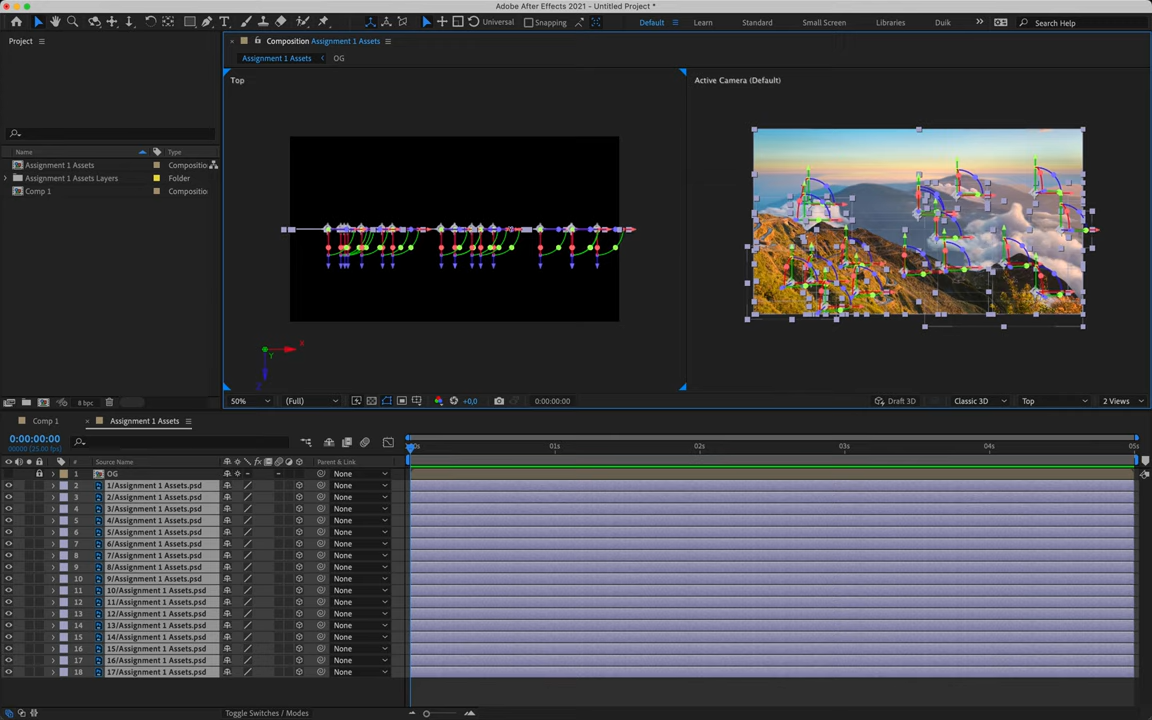 Adobe After Effects 2021 - Untitled Project *
Universal
Snapping
Default
Learn
Standard
Small Screen
Libraries
Duik
Search Help
Project
Composition Assignment 1 Assets
Assignment 1 Assets
OG
Top
Active Camera (Default)
Name
Type
Assignment 1 Assets
Compositio
Assignment 1 Assets Layers
Folder
Comp 1
Compositio
X
Y
8 bpc
50%
(Full)
+0,0
0:00:00:00
Draft 3D
Classic 3D
Top
2 Views
Comp 1
Assignment 1 Assets
0:00:00:00
00000 (25.00 fps)
01s
02s
03s
04s
05s
#
Source Name
Parent & Link
1 OG None
2 1/Assignment 1 Assets.psd None
3 2/Assignment 1 Assets.psd None
4 3/Assignment 1 Assets.psd None
5 4/Assignment 1 Assets.psd None
6 5/Assignment 1 Assets.psd None
7 6/Assignment 1 Assets.psd None
8 7/Assignment 1 Assets.psd None
9 8/Assignment 1 Assets.psd None
10 9/Assignment 1 Assets.psd None
11 10/Assignment 1 Assets.psd None
12 11/Assignment 1 Assets.psd None
13 12/Assignment 1 Assets.psd None
14 13/Assignment 1 Assets.psd None
15 14/Assignment 1 Assets.psd None
16 15/Assignment 1 Assets.psd None
17 16/Assignment 1 Assets.psd None
18 17/Assignment 1 Assets.psd None
Toggle Switches / Modes